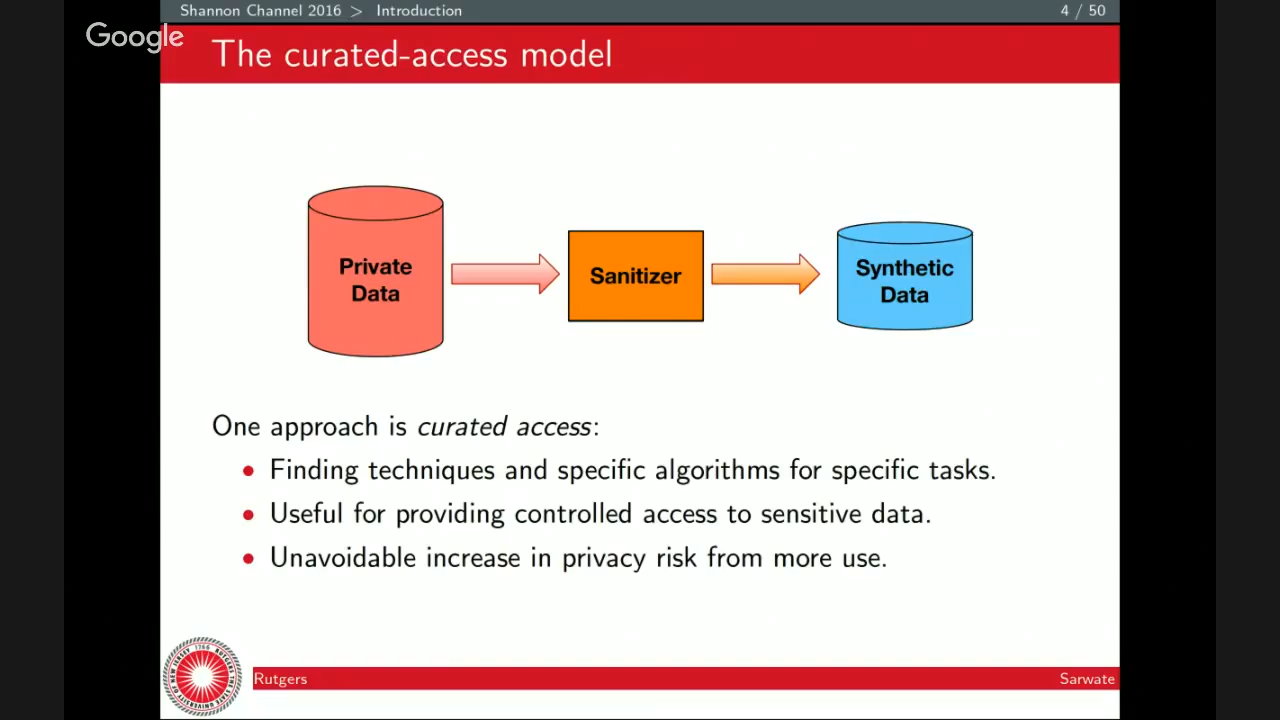 Shannon Channel 2016 > Introduction 4 / 50
Google
The curated-access model
Private
Data
Sanitizer
Synthetic
Data
One approach is curated access:
• Finding techniques and specific algorithms for specific tasks.
• Useful for providing controlled access to sensitive data.
• Unavoidable increase in privacy risk from more use.
1766
Rutgers
Sarwate